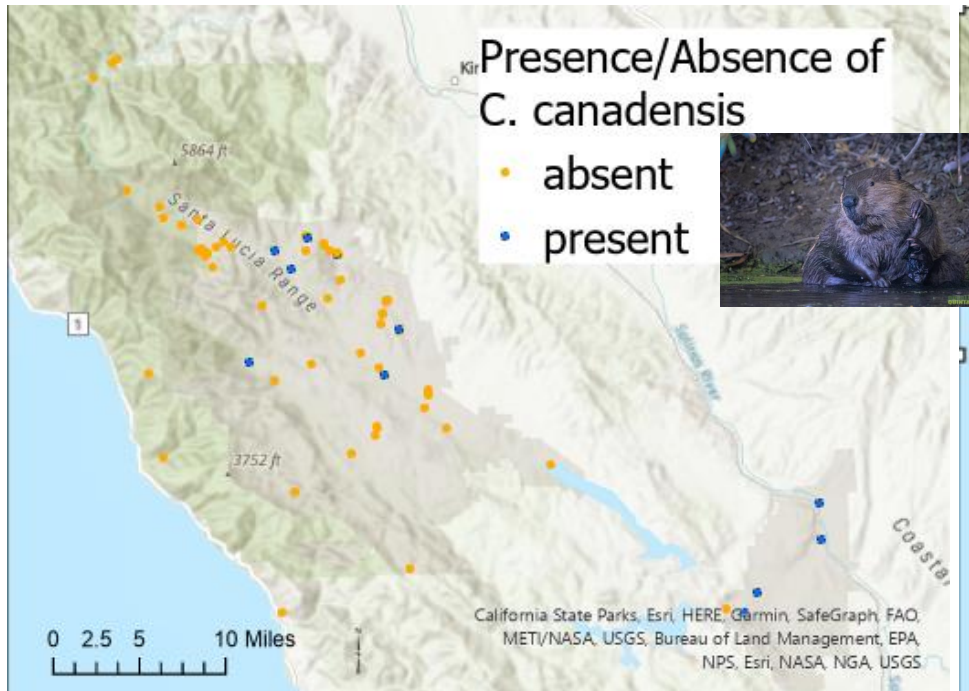 Presence/Absence of
C. canadensis
absent
present
5864 ft
Santa Lucia Range
1
3752 ft
Salinas River
Coastal
0 2.5 5 10 Miles
California State Parks, Esri, HERE, Garmin, SafeGraph, FAO,
METI/NASA, USGS, Bureau of Land Management, EPA,
NPS, Esri, NASA, NGA, USGS